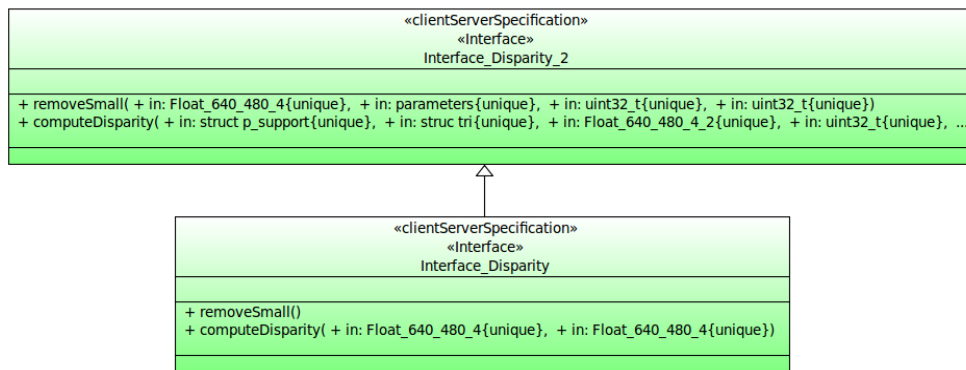 «clientServerSpecification»
«Interface»
Interface_Disparity_2
+ removeSmall( + in: Float_640_480_4{unique}, + in: parameters{unique}, + in: uint32_t{unique}, + in: uint32_t{unique})
+ computeDisparity( + in: struct p_support{unique}, + in: struc tri{unique}, + in: Float_640_480_4_2{unique}, + in: uint32_t{unique}, ...
«clientServerSpecification»
«Interface»
Interface_Disparity
+ removeSmall()
+ computeDisparity( + in: Float_640_480_4{unique}, + in: Float_640_480_4{unique})